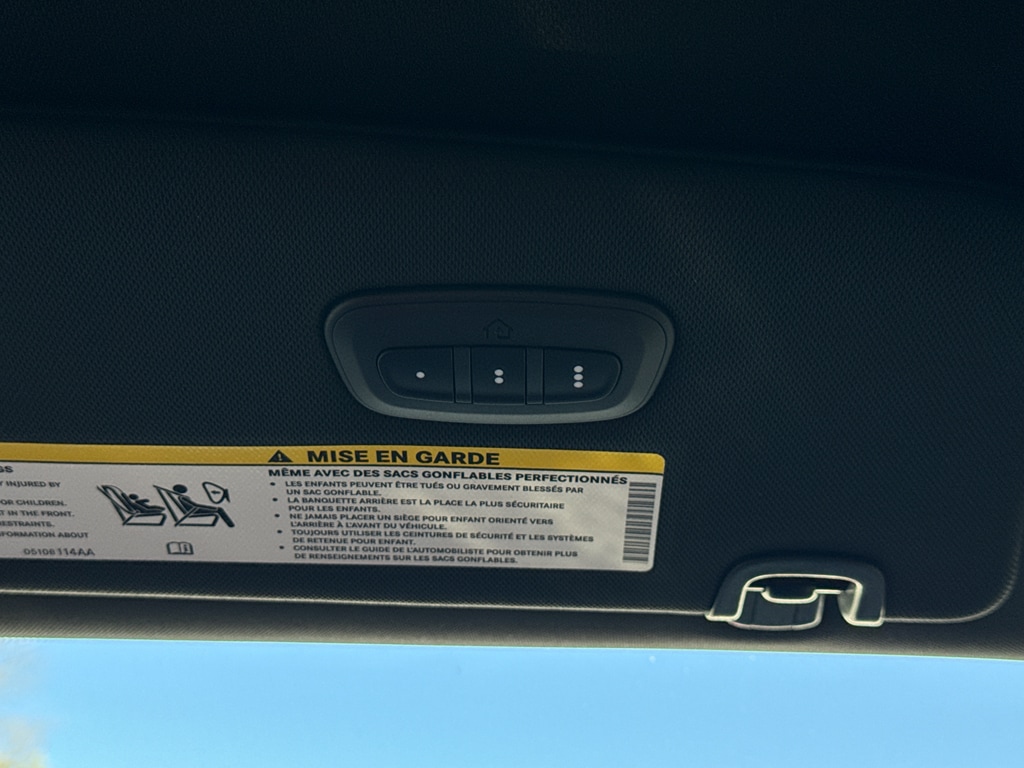 SS
Y INJURED BY
OR CHILDREN.
T IN THE FRONT.
ESTRAINTS.
FORMATION ABOUT
05108114AA
MISE EN GARDE
MÊME AVEC DES SACS GONFLABLES PERFECTIONNÉS
• LES ENFANTS PEUVENT ÊTRE TUÉS OU GRAVEMENT BLESSÉS PAR
UN SAC GONFLABLE.
• LA BANQUETTE ARRIÈRE EST LA PLACE LA PLUS SÉCURITAIRE
POUR LES ENFANTS.
• NE JAMAIS PLACER UN SIÈGE POUR ENFANT ORIENTÉ VERS
L'ARRIÈRE À L'AVANT DU VÉHICULE.
• TOUJOURS UTILISER LES CEINTURES DE SÉCURITÉ ET LES SYSTÈMES
DE RETENUE POUR ENFANT.
• CONSULTER LE GUIDE DE L'AUTOMOBILISTE POUR OBTENIR PLUS
DE RENSEIGNEMENTS SUR LES SACS GONFLABLES.